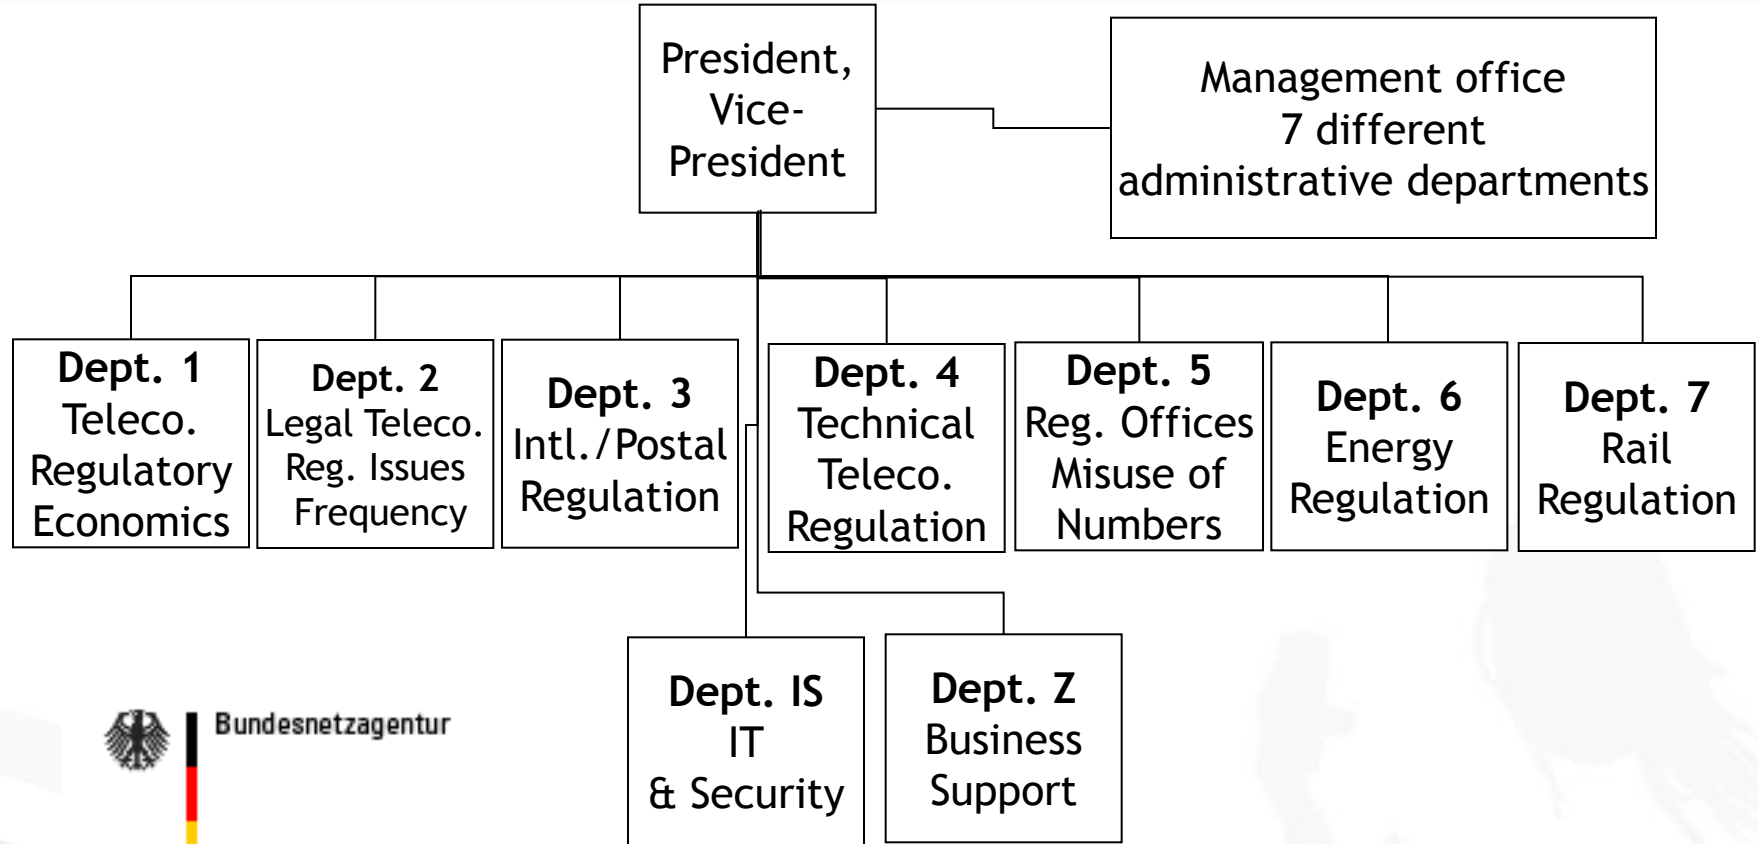 President,
Vice-
President
Management office
7 different
administrative departments
Dept. 1
Teleco.
Regulatory
Economics
Dept. 2
Legal Teleco.
Reg. Issues
Frequency
Dept. 3
Intl./Postal
Regulation
Dept. 4
Technical
Teleco.
Regulation
Dept. 5
Reg. Offices
Misuse of
Numbers
Dept. 6
Energy
Regulation
Dept. 7
Rail
Regulation
Dept. IS
IT
& Security
Dept. Z
Business
Support
Bundesnetzagentur